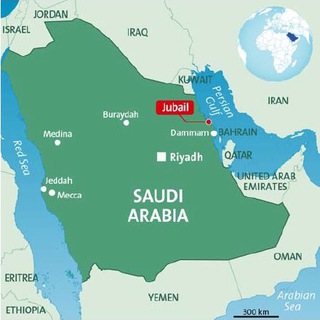 JORDAN
ISRAEL
IRAQ
KUWAIT
IRAN
EGYPT
Persian
Gulf
Jubail
Buraydah
Dammam
BAHRAIN
Medina
QATAR
Riyadh
Red Sea
UNITED ARAB
EMIRATES
Jeddah
Mecca
SAUDI
ARABIA
OMAN
ERITREA
YEMEN
Arabian
Sea
ETHIOPIA
300 km